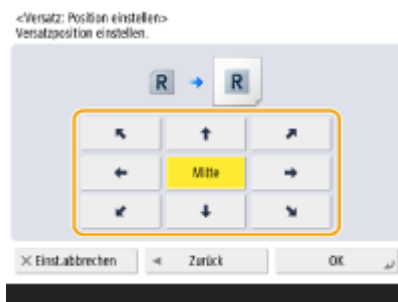 <Versatz: Position einstellen>
Versatzposition einstellen.
R R
Mitte
Einst.abbrechen Zurück OK